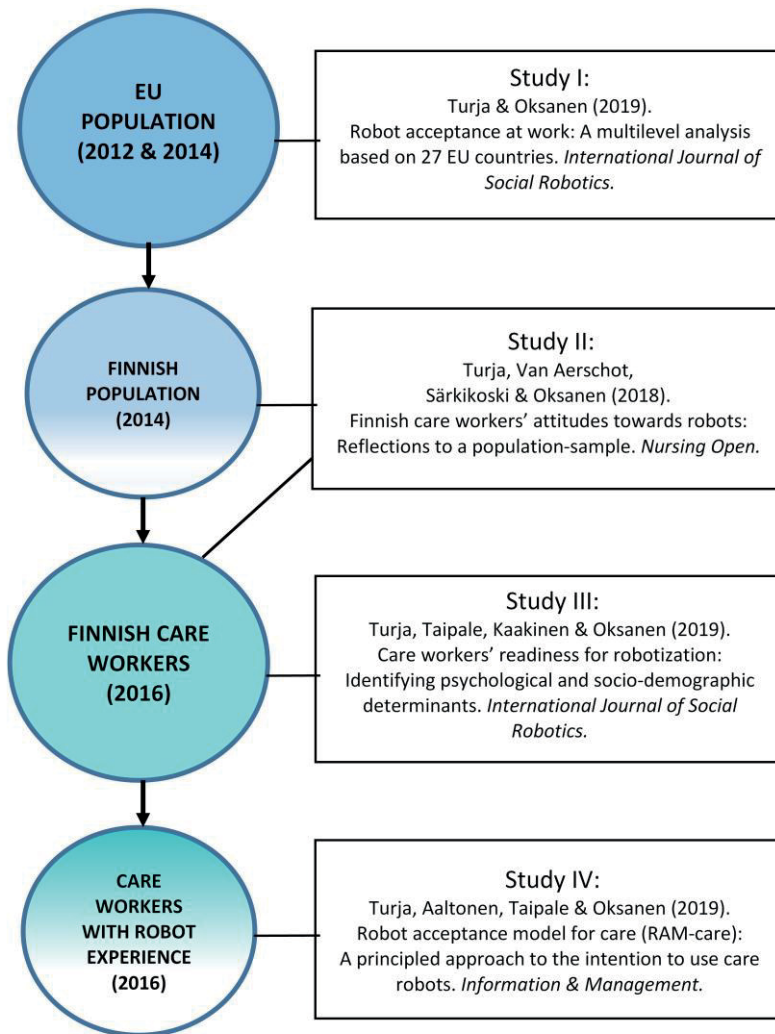 EU
POPULATION
(2012 & 2014)
Study I:
Turja & Oksanen (2019).
Robot acceptance at work: A multilevel analysis
based on 27 EU countries. International Journal of
Social Robotics.
FINNISH
POPULATION
(2014)
Study II:
Turja, Van Aerschot,
Särkikoski & Oksanen (2018).
Finnish care workers’ attitudes towards robots:
Reflections to a population-sample. Nursing Open.
FINNISH CARE
WORKERS
(2016)
Study III:
Turja, Taipale, Kaakinen & Oksanen (2019).
Care workers’ readiness for robotization:
Identifying psychological and socio-demographic
determinants. International Journal of Social
Robotics.
CARE
WORKERS
WITH ROBOT
EXPERIENCE
(2016)
Study IV:
Turja, Aaltonen, Taipale & Oksanen (2019).
Robot acceptance model for care (RAM-care):
A principled approach to the intention to use care
robots. Information & Management.